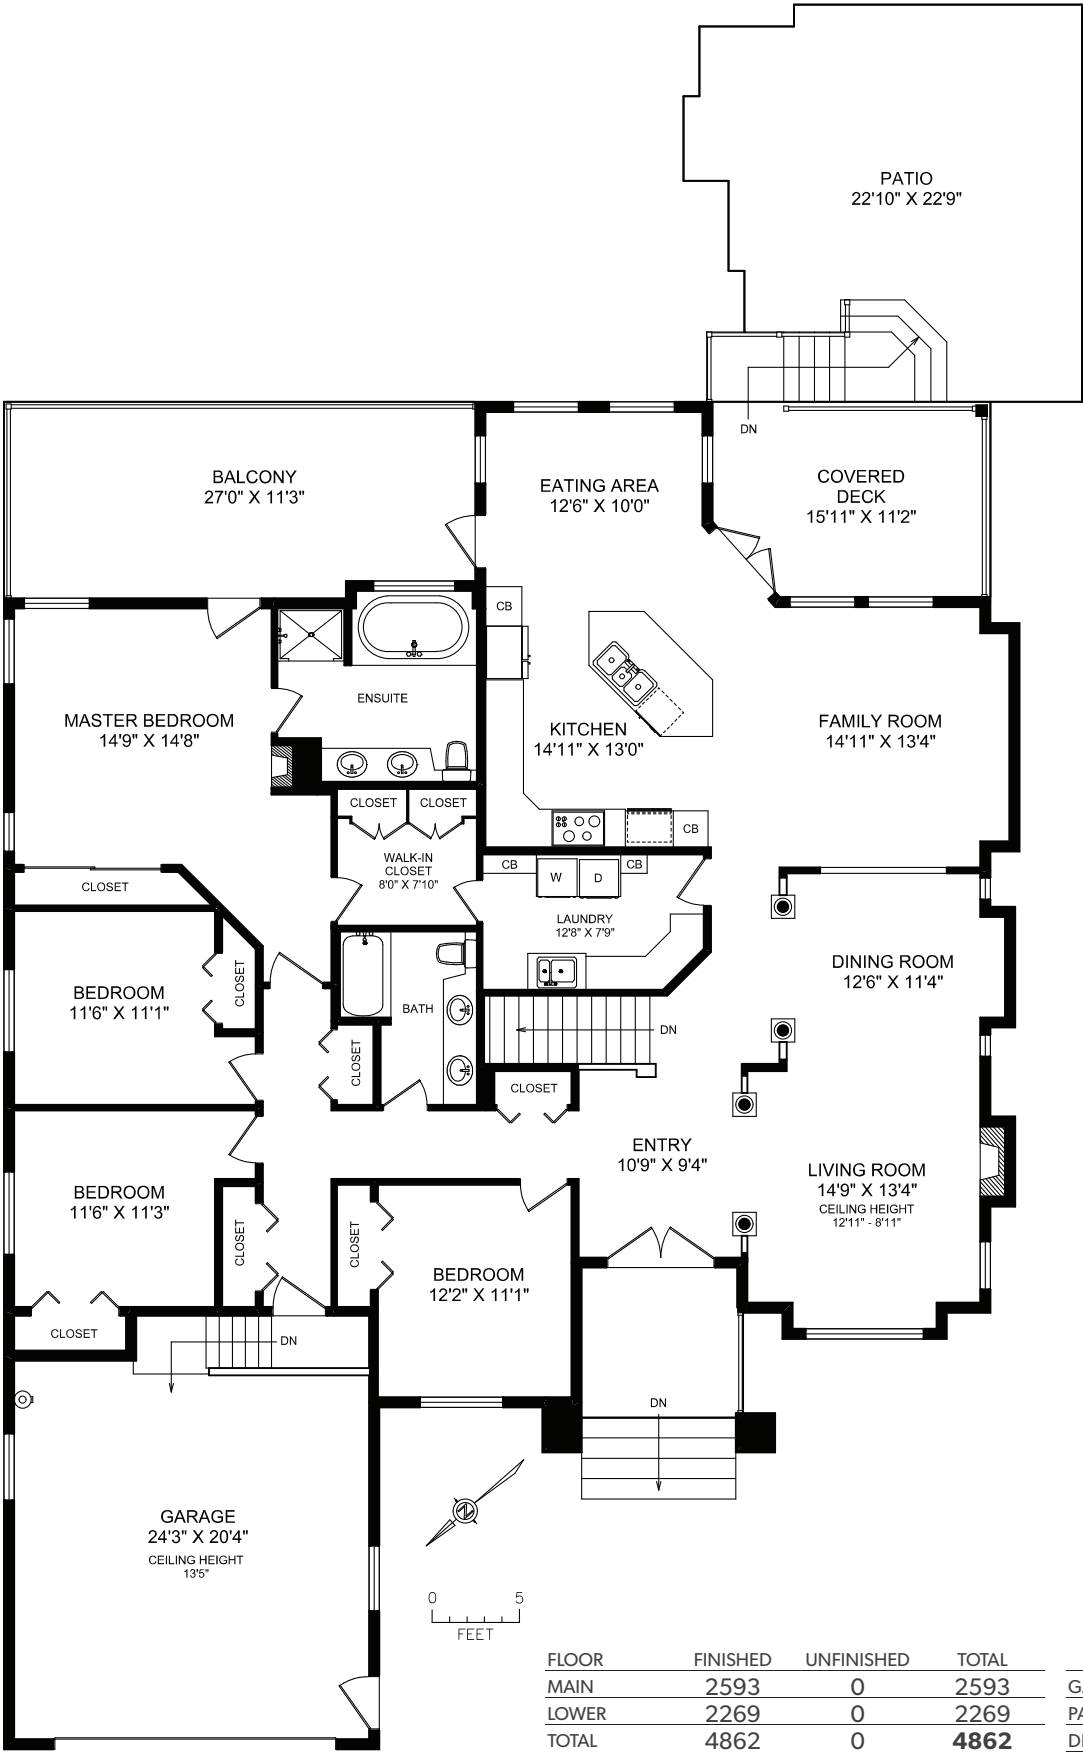 PATIO
22'10" X 22'9"
DN
BALCONY
27'0" X 11'3"
EATING AREA
12'6" X 10'0"
COVERED
DECK
15'11" X 11'2"
CB
ENSUITE
MASTER BEDROOM
14'9" X 14'8"
KITCHEN
14'11" X 13'0"
FAMILY ROOM
14'11" X 13'4"
CLOSET
CLOSET
CB
WALK-IN
CLOSET
8'0" X 7'10"
CB
W
D
CB
CLOSET
LAUNDRY
12'8" X 7'9"
DINING ROOM
12'6" X 11'4"
BEDROOM
11'6" X 11'1"
CLOSET
BATH
DN
CLOSET
CLOSET
ENTRY
10'9" X 9'4"
LIVING ROOM
14'9" X 13'4"
CEILING HEIGHT
12'11" - 8'11"
BEDROOM
11'6" X 11'3"
CLOSET
CLOSET
BEDROOM
12'2" X 11'1"
CLOSET
DN
DN
GARAGE
24'3" X 20'4"
CEILING HEIGHT
13'5"
N
0 5
FEET
FLOOR FINISHED UNFINISHED TOTAL
MAIN 2593 0 2593
LOWER 2269 0 2269
TOTAL 4862 0 4862